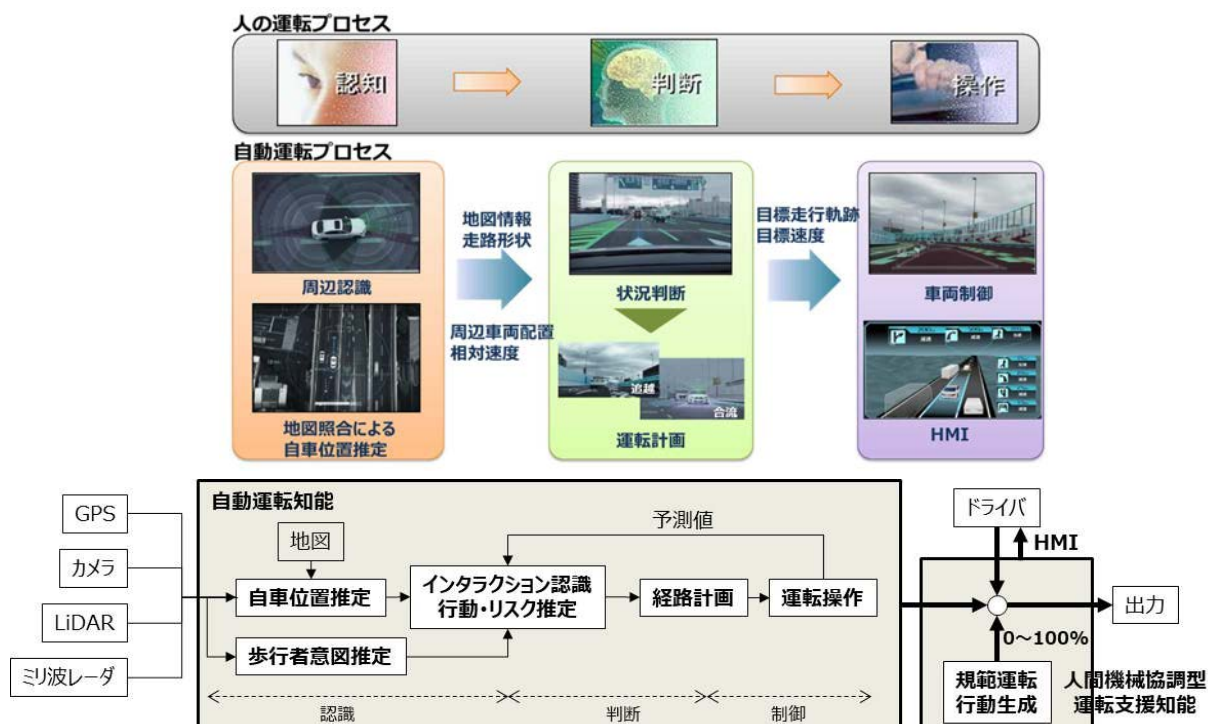 人の運転プロセス
認知
判断
操作
自動運転プロセス
周辺認識
地図照合による
自車位置推定
地図情報
走路形状
周辺車両配置
相対速度
状況判断
追越
合流
運転計画
目標走行軌跡
目標速度
車両制御
HMI
GPS
カメラ
LiDAR
ミリ波レーダ
自動運転知能
地図
自車位置推定
歩行者意図推定
インタラクション認識
行動・リスク推定
予測値
経路計画
運転操作
認識
判断
制御
ドライバ
HMI
出力
0～100%
規範運転
行動生成
人間機械協調型
運転支援知能